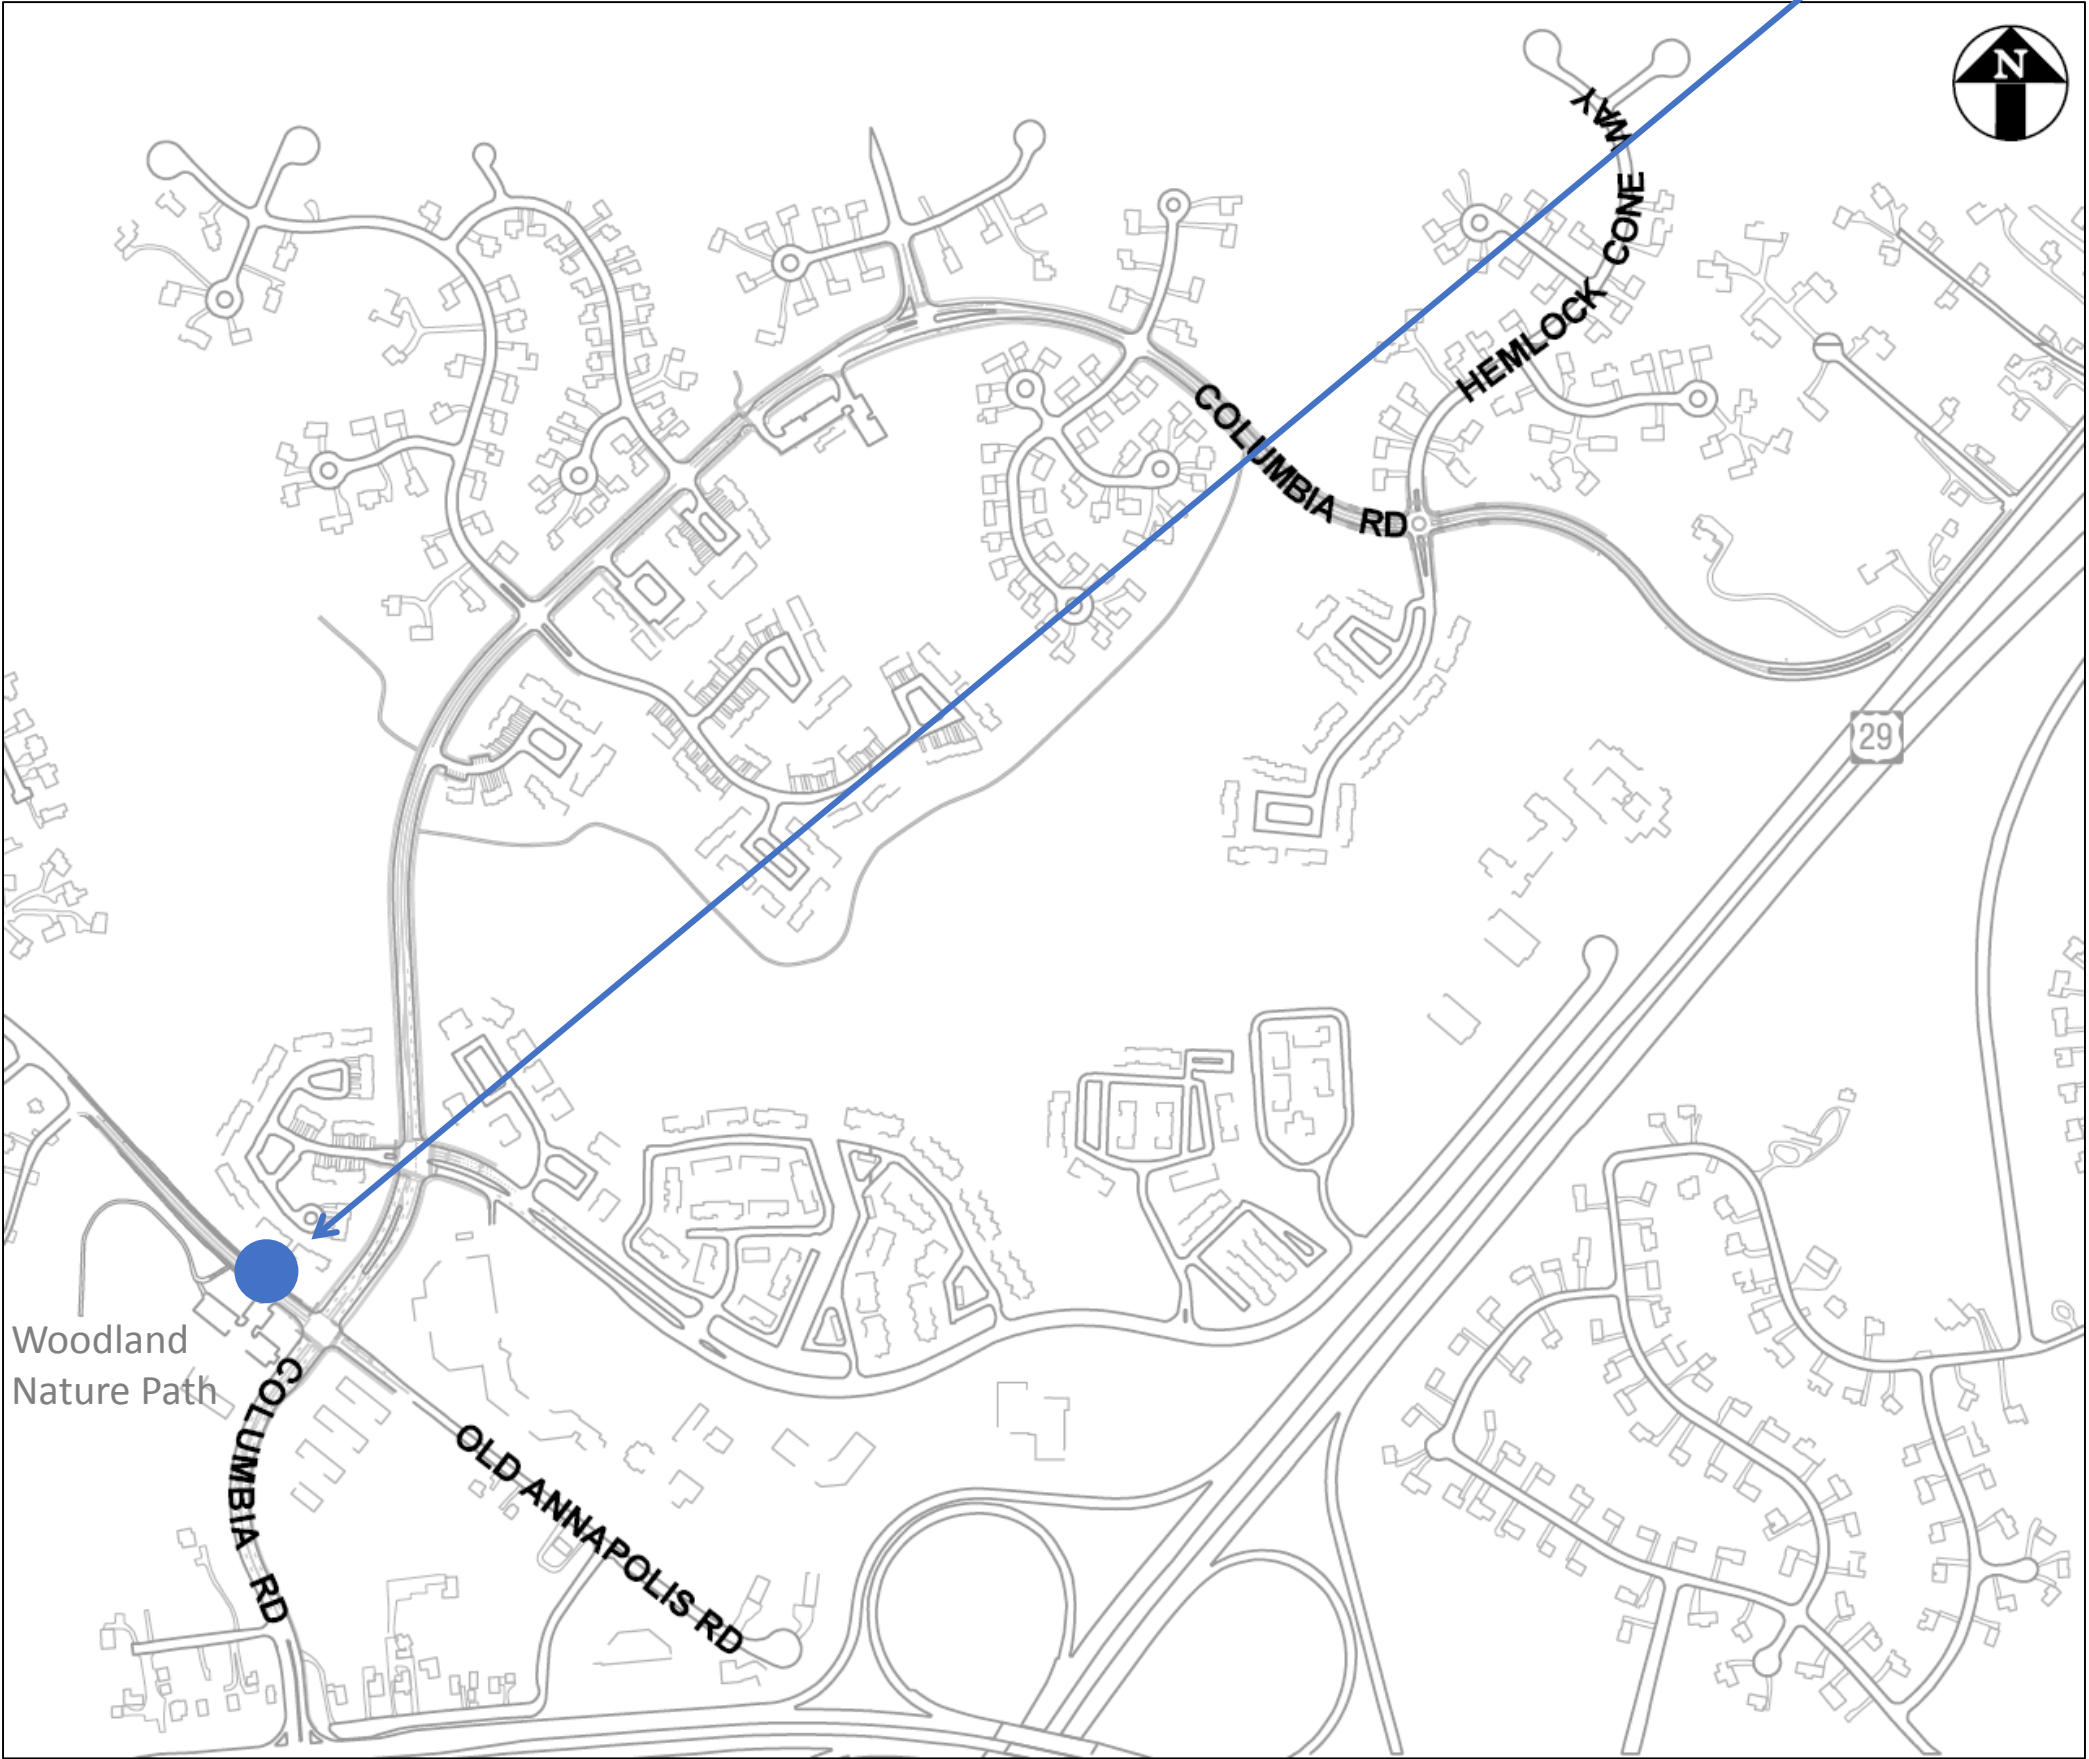 N
HEMLOCK CONE WAY
COLUMBIA RD
29
Woodland
Nature Path
COLUMBIA RD
OLD ANNAPOLIS RD